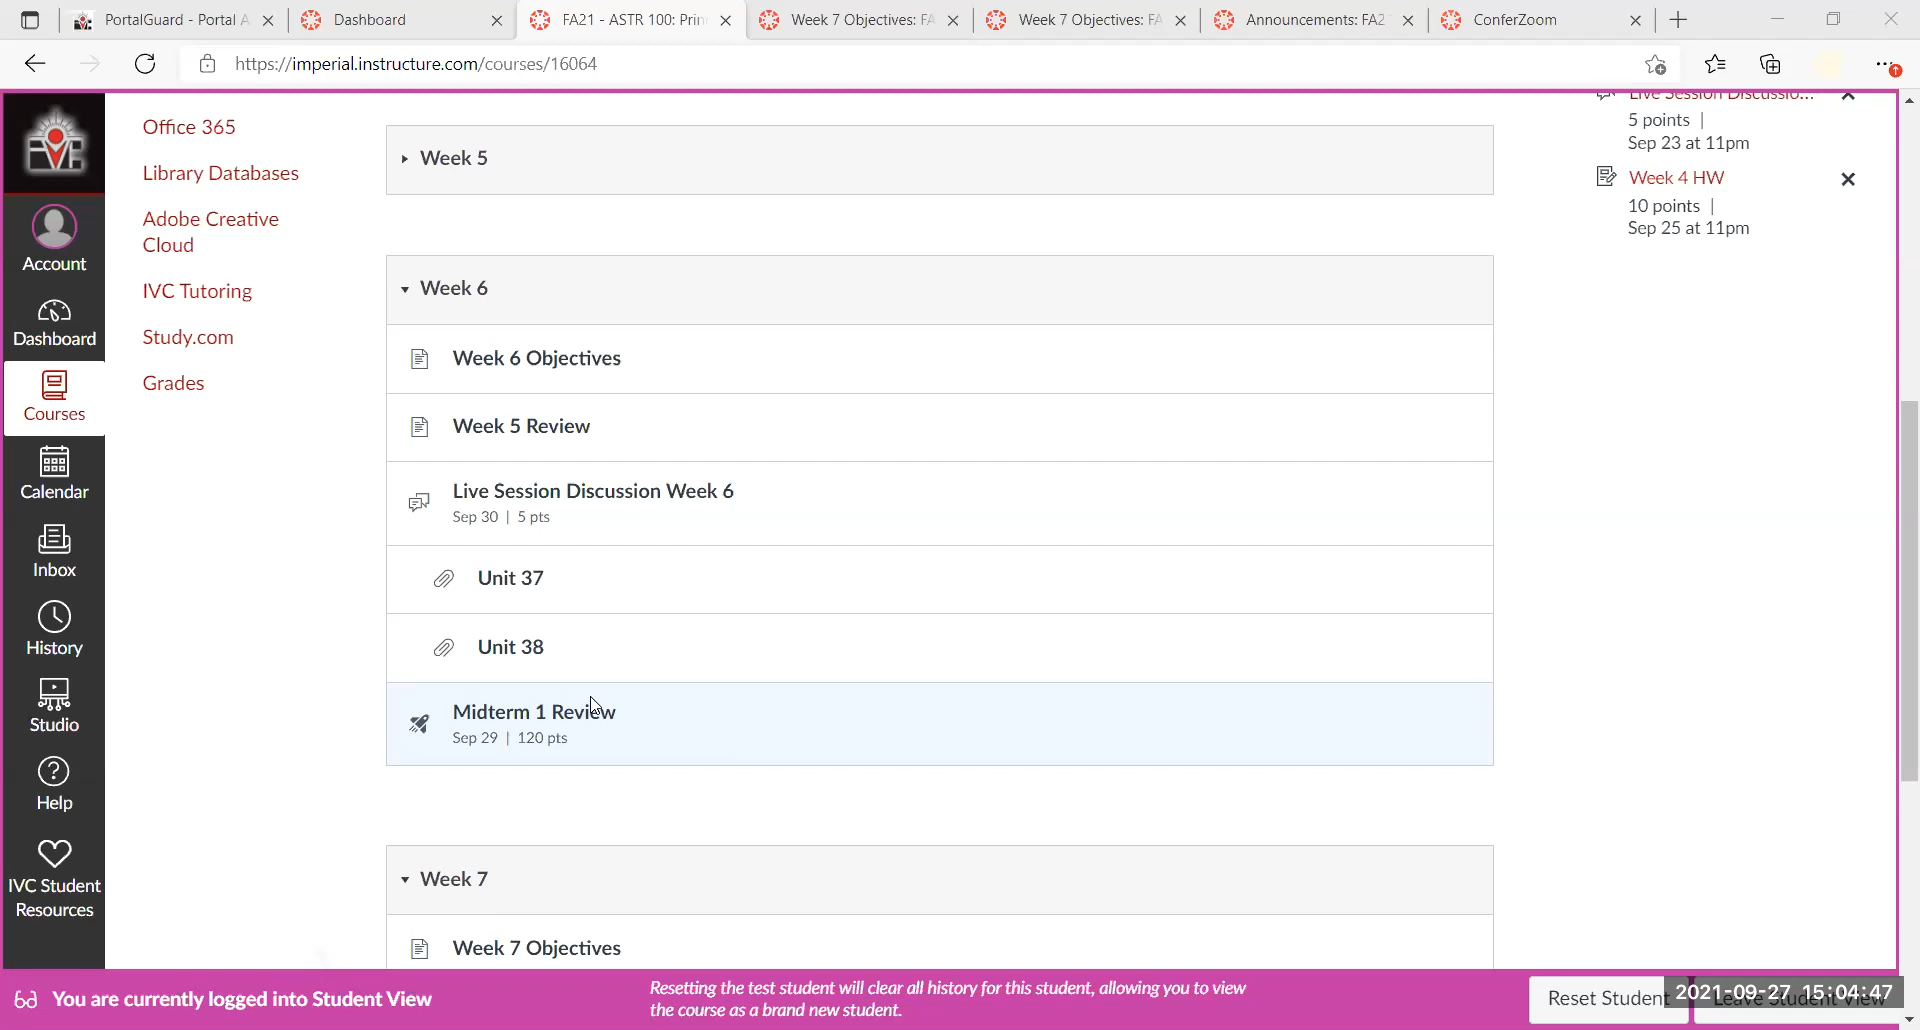 PortalGuard - Portal A
Dashboard
FA21 - ASTR 100: Prin
Week 7 Objectives: FA
Week 7 Objectives: FA
Announcements: FA2
ConferZoom
https://imperial.instructure.com/courses/16064
Office 365
Library Databases
Adobe Creative
Cloud
IVC Tutoring
Study.com
Grades
Account
Dashboard
Courses
Calendar
Inbox
History
Studio
Help
IVC Student
Resources
Week 5
Week 6
Week 6 Objectives
Week 5 Review
Live Session Discussion Week 6
Sep 30 | 5 pts
Unit 37
Unit 38
Midterm 1 Review
Sep 29 | 120 pts
Week 7
Week 7 Objectives
Live Session Discussio...
5 points |
Sep 23 at 11pm
Week 4 HW
10 points |
Sep 25 at 11pm
You are currently logged into Student View
Resetting the test student will clear all history for this student, allowing you to view
the course as a brand new student.
Reset Student
Leave Student View
2021-09-27 15:04:47